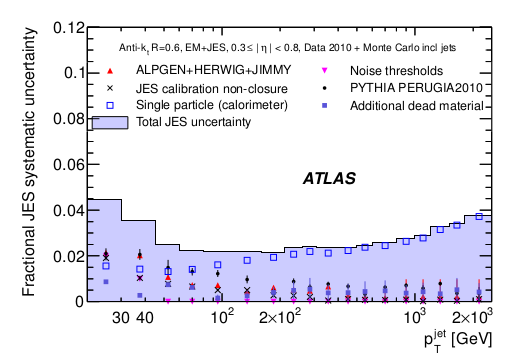 Anti-k_t R=0.6, EM+JES, 0.3≤ | η | < 0.8, Data 2010 + Monte Carlo incl jets
ALPGEN+HERWIG+JIMMY
Noise thresholds
JES calibration non-closure
PYTHIA PERUGIA2010
Single particle (calorimeter)
Additional dead material
Total JES uncertainty
ATLAS
Fractional JES systematic uncertainty
0.12
0.1
0.08
0.06
0.04
0.02
0
30 40 10² 2×10² 10³ 2×10³
p_T^jet [GeV]